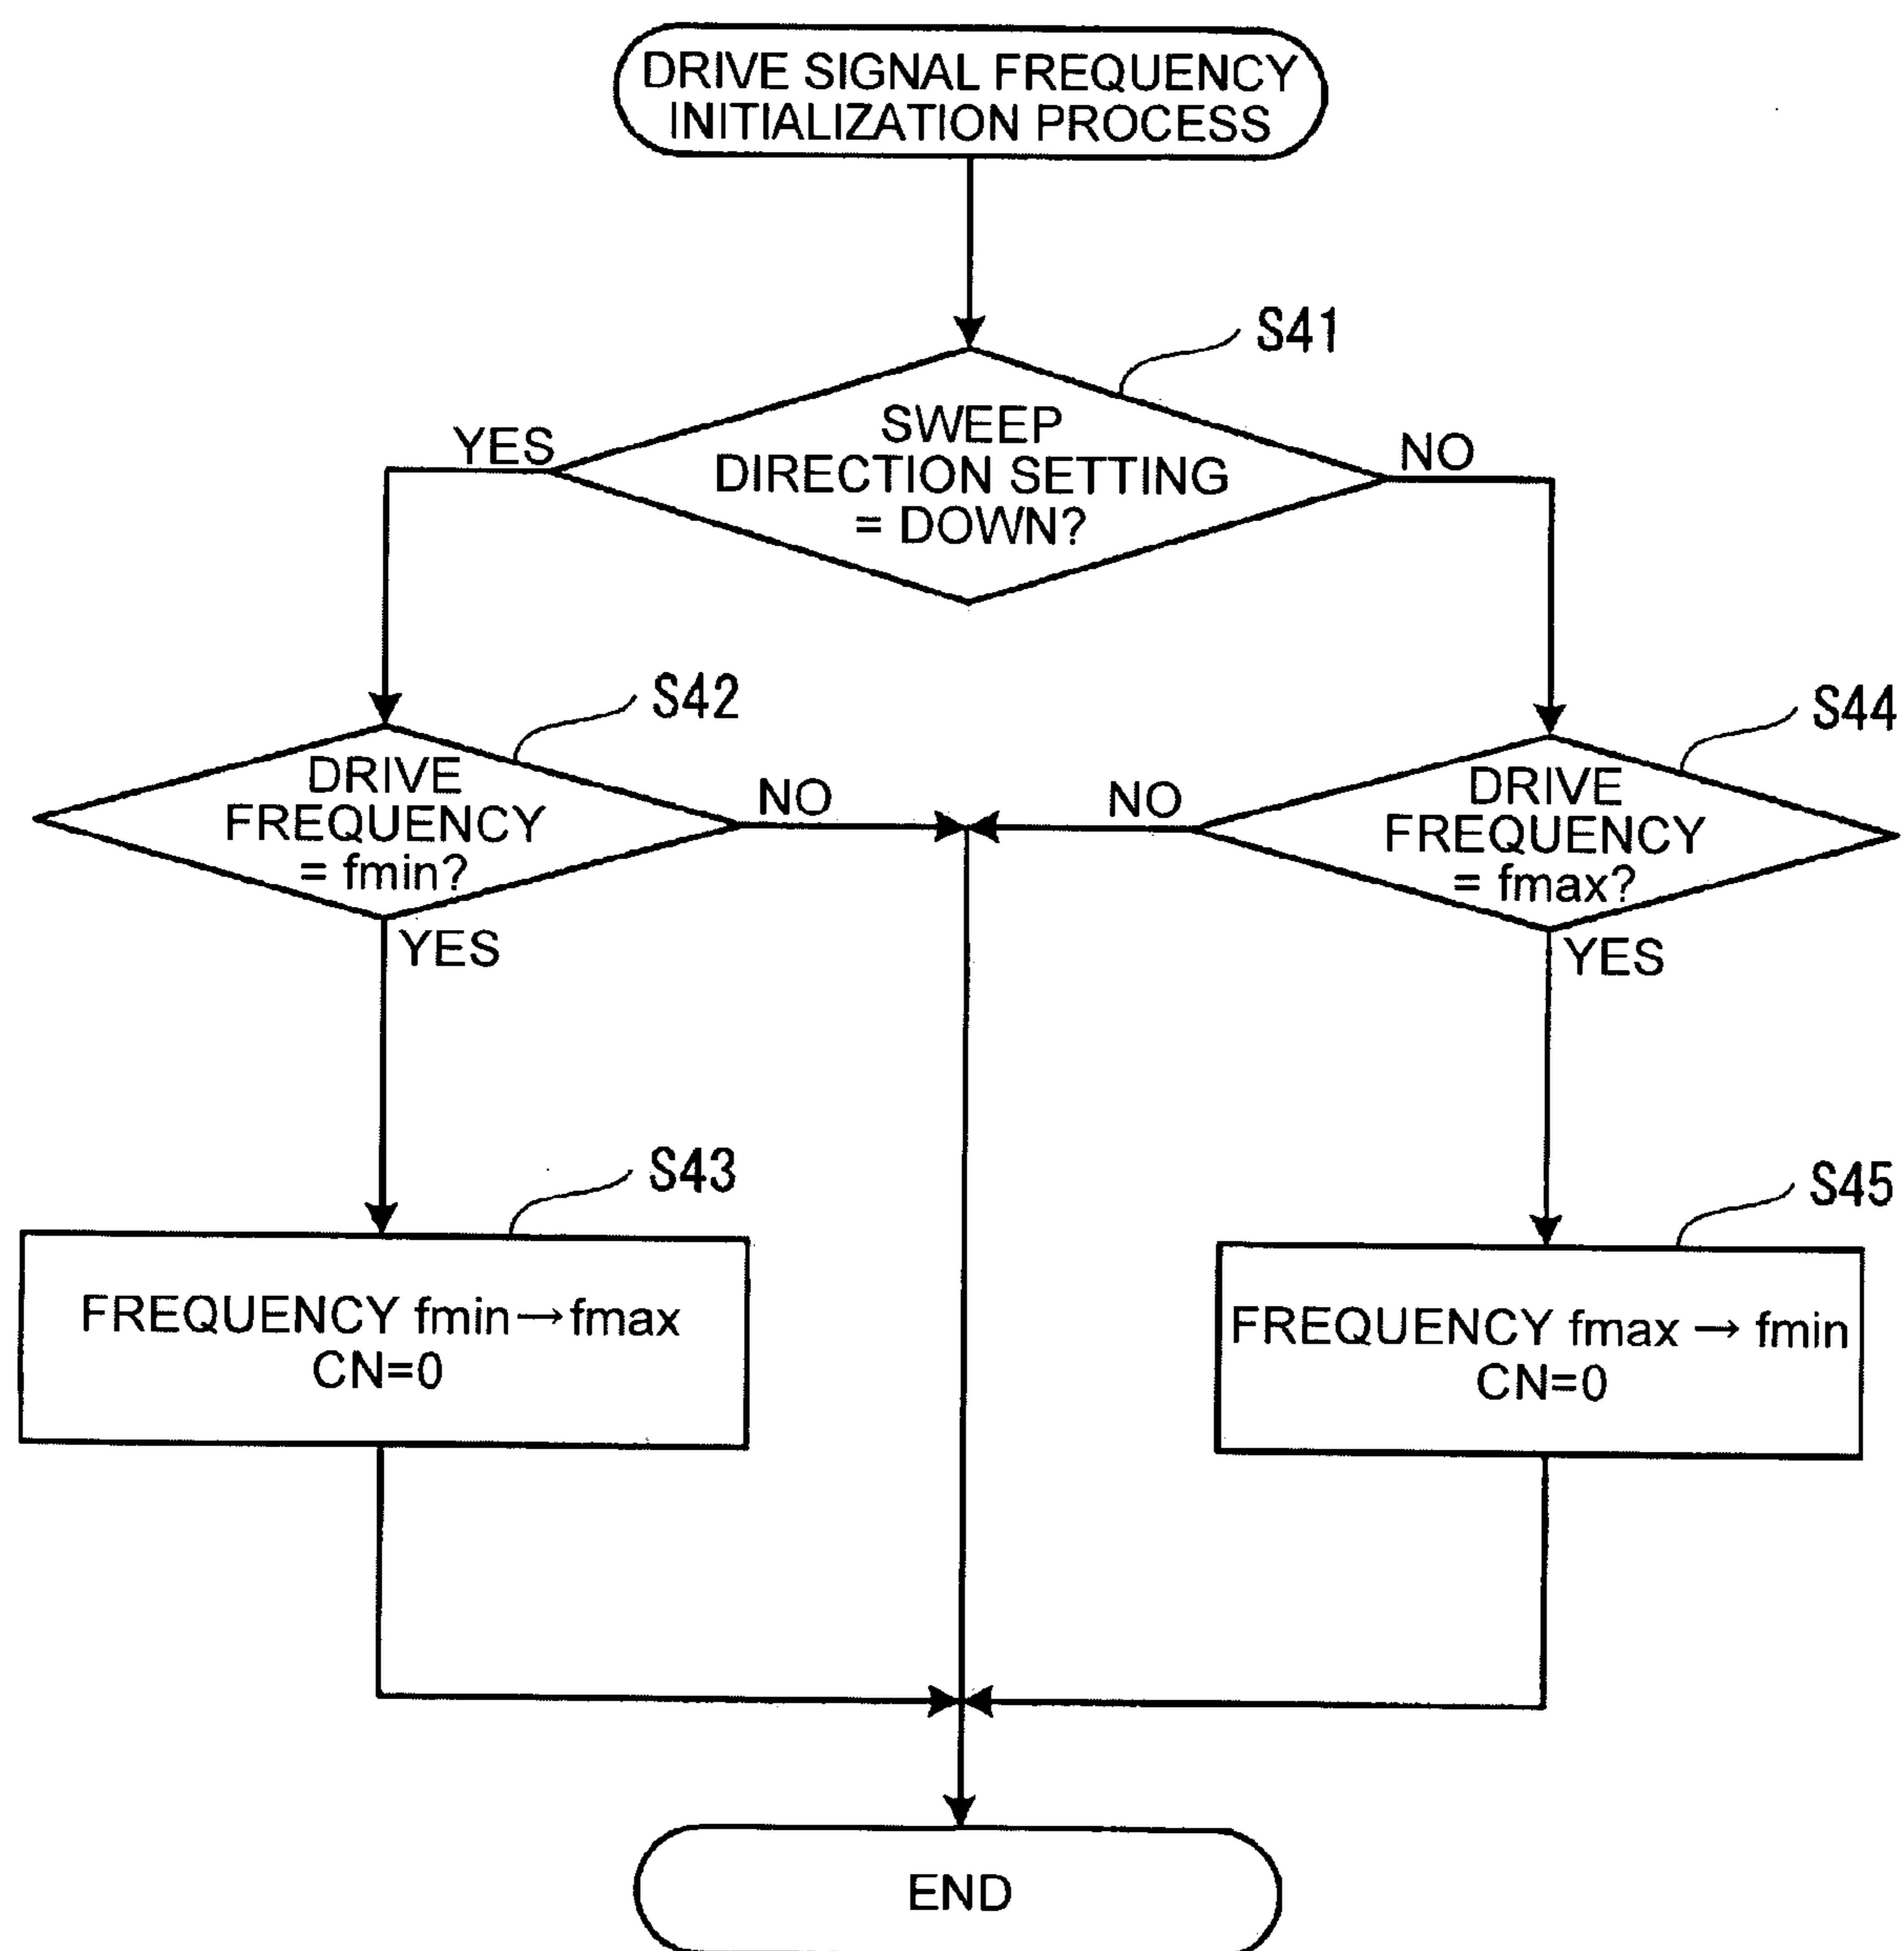 DRIVE SIGNAL FREQUENCY
INITIALIZATION PROCESS
S41
SWEEP
DIRECTION SETTING
= DOWN?
YES
NO
S42
DRIVE
FREQUENCY
= fmin?
NO
YES
S44
DRIVE
FREQUENCY
= fmax?
NO
YES
S43
FREQUENCY fmin→fmax
CN=0
S45
FREQUENCY fmax → fmin
CN=0
END